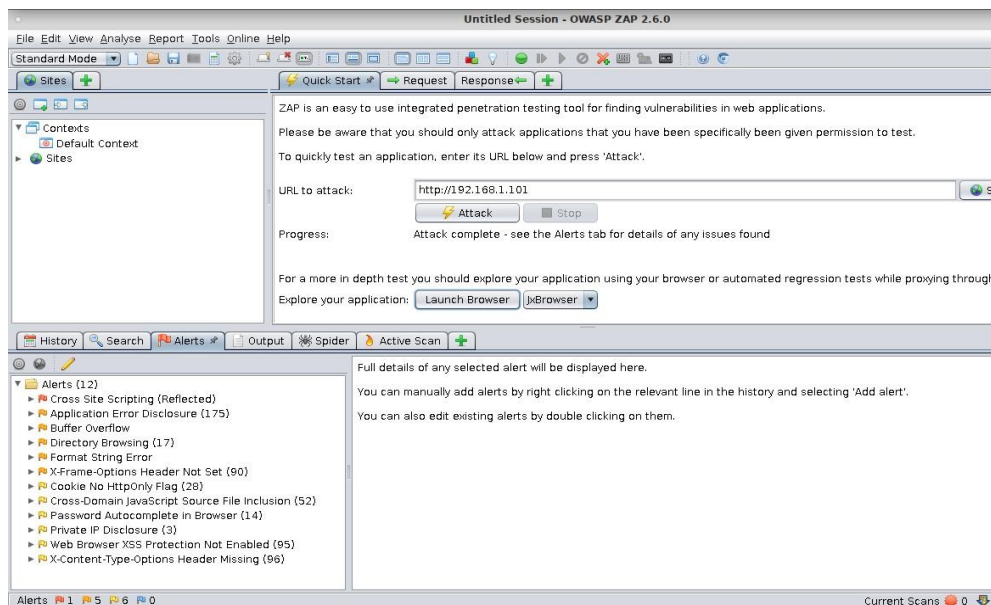 Untitled Session - OWASP ZAP 2.6.0
File Edit View Analyse Report Tools Online Help
Standard Mode
Sites
Quick Start
Request
Response
ZAP is an easy to use integrated penetration testing tool for finding vulnerabilities in web applications.
Please be aware that you should only attack applications that you have been specifically been given permission to test.
To quickly test an application, enter its URL below and press 'Attack'.
Contexts
Default Context
Sites
URL to attack:
http://192.168.1.101
Attack
Stop
Progress:
Attack complete - see the Alerts tab for details of any issues found
For a more in depth test you should explore your application using your browser or automated regression tests while proxying through
Explore your application:
Launch Browser
JxBrowser
History
Search
Alerts
Output
Spider
Active Scan
Alerts (12)
Cross Site Scripting (Reflected)
Application Error Disclosure (175)
Buffer Overflow
Directory Browsing (17)
Format String Error
X-Frame-Options Header Not Set (90)
Cookie No HttpOnly Flag (28)
Cross-Domain JavaScript Source File Inclusion (52)
Password Autocomplete in Browser (14)
Private IP Disclosure (3)
Web Browser XSS Protection Not Enabled (95)
X-Content-Type-Options Header Missing (96)
Full details of any selected alert will be displayed here.
You can manually add alerts by right clicking on the relevant line in the history and selecting 'Add alert'.
You can also edit existing alerts by double clicking on them.
Alerts 1 5 6 0
Current Scans 0